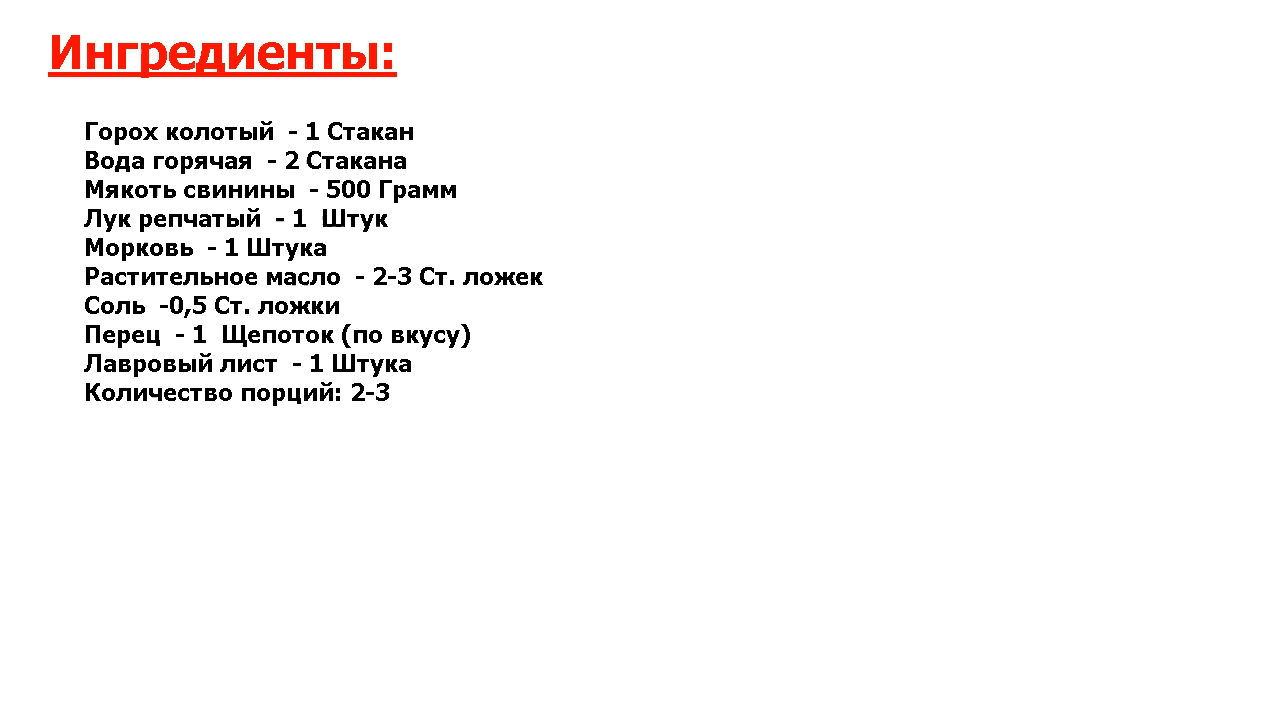 Ингредиенты:
Горох колотый  - 1 Стакан
Вода горячая  - 2 Стакана
Мякоть свинины  - 500 Грамм
Лук репчатый  - 1  Штук
Морковь  - 1 Штука
Растительное масло  - 2-3 Ст. ложек
Соль  -0,5 Ст. ложки
Перец  - 1  Щепоток (по вкусу)
Лавровый лист  - 1 Штука
Количество порций: 2-3